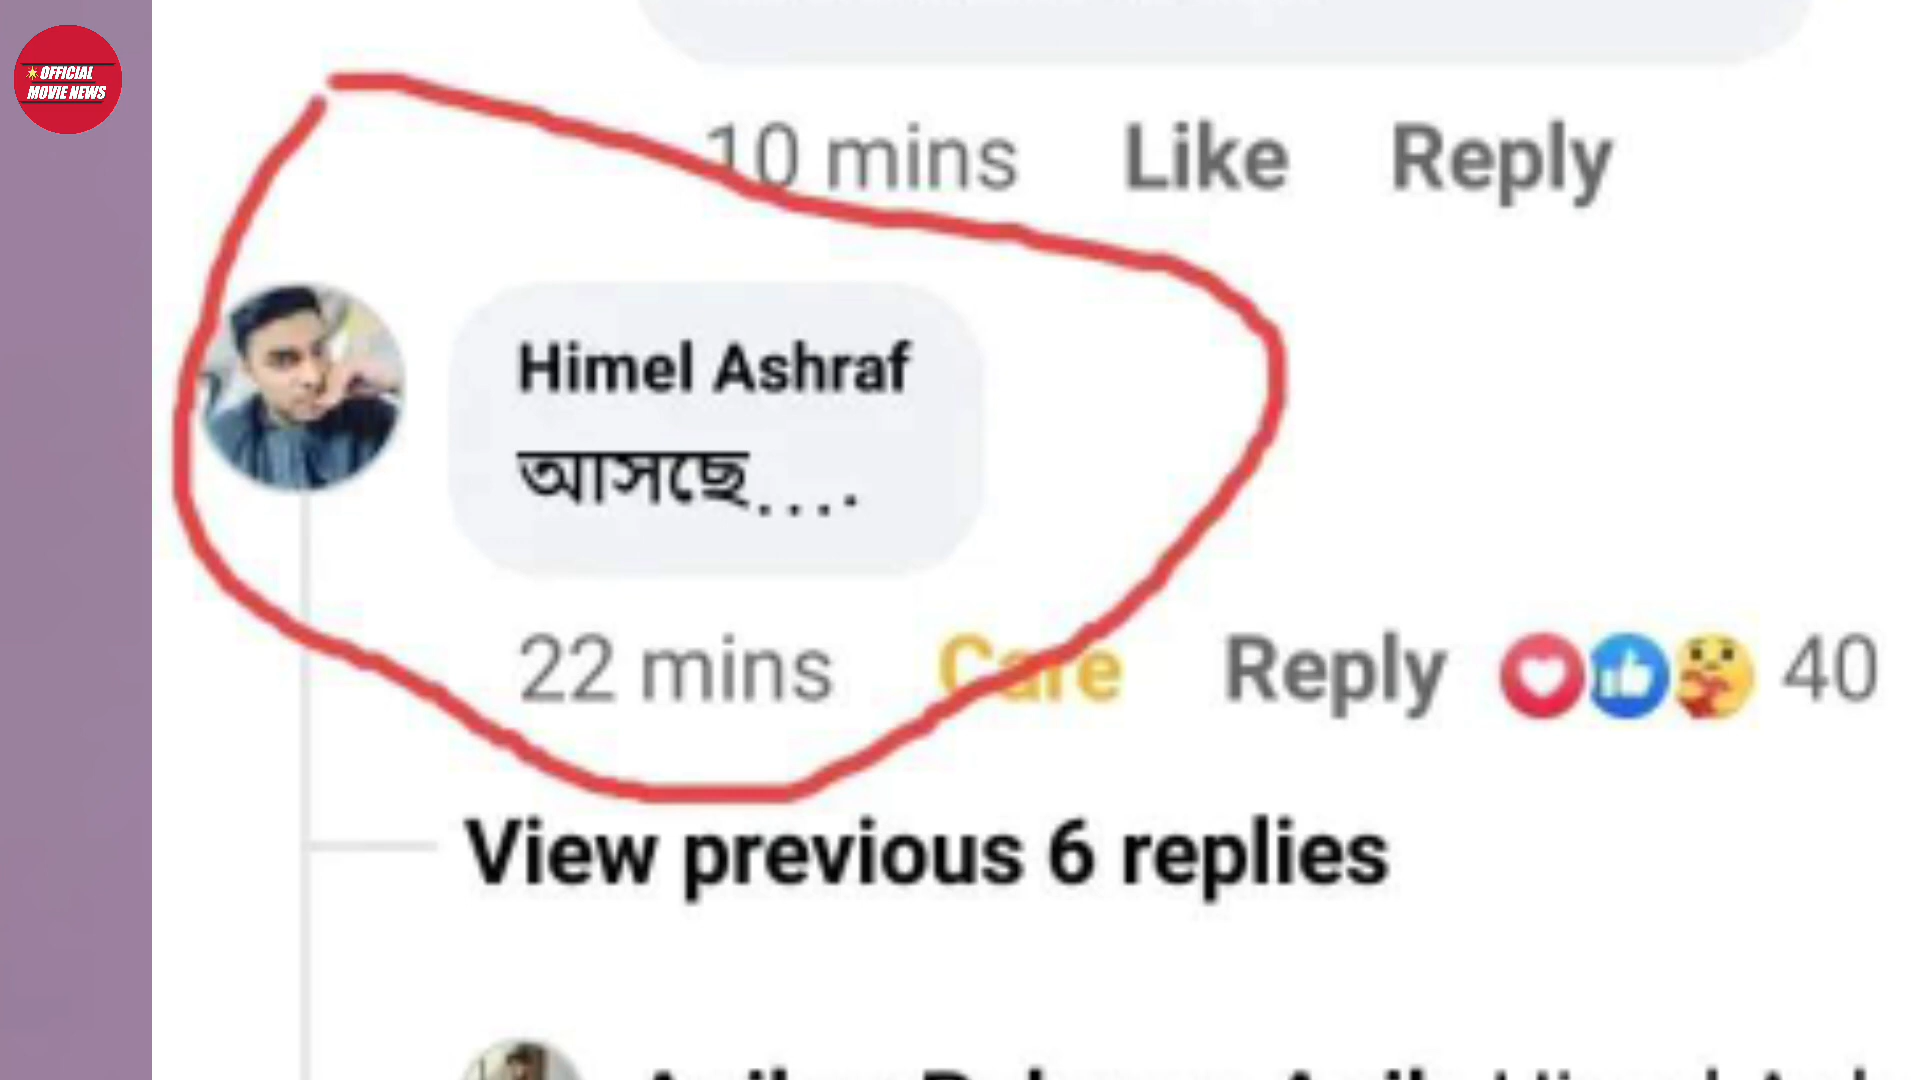 OFFICIAL
MOVIE NEWS
10 mins Like Reply
Himel Ashraf
আসছে....
22 mins Care Reply 40
View previous 6 replies